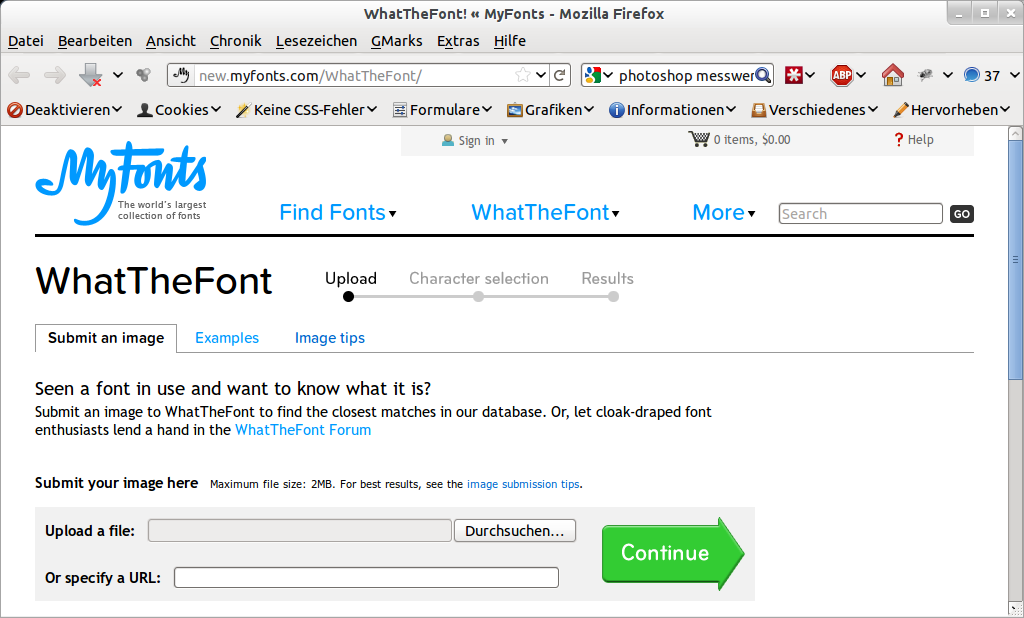 WhatTheFont! « MyFonts - Mozilla Firefox
Datei Bearbeiten Ansicht Chronik Lesezeichen GMarks Extras Hilfe
new.myfonts.com/WhatTheFont/ photoshop messwer ABP 37
Deaktivieren Cookies Keine CSS-Fehler Formulare Grafiken Informationen Verschiedenes Hervorheben
Sign in 0 items, $0.00 ? Help
MyFonts
The world's largest
collection of fonts
Find Fonts WhatTheFont More Search GO
WhatTheFont Upload Character selection Results
Submit an image Examples Image tips
Seen a font in use and want to know what it is?
Submit an image to WhatTheFont to find the closest matches in our database. Or, let cloak-draped font
enthusiasts lend a hand in the WhatTheFont Forum
Submit your image here Maximum file size: 2MB. For best results, see the image submission tips.
Upload a file: Durchsuchen... Continue
Or specify a URL: